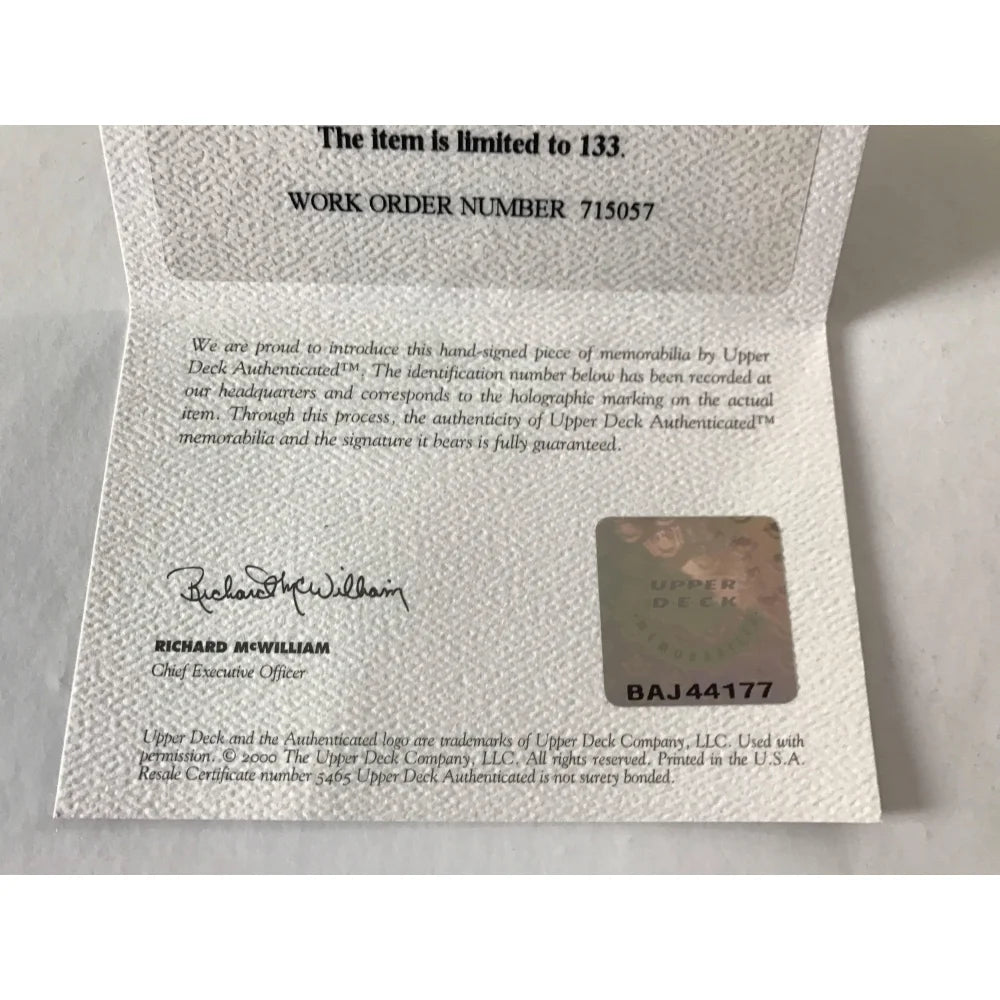 The item is limited to 133.
WORK ORDER NUMBER 715057
We are proud to introduce this hand-signed piece of memorabilia by Upper
Deck Authenticated™. The identification number below has been recorded at
our headquarters and corresponds to the holographic marking on the actual
item. Through this process, the authenticity of Upper Deck Authenticated™
memorabilia and the signature it bears is fully guaranteed.
Richard McWilliam
RICHARD McWILLIAM
Chief Executive Officer
UPPER
DECK
MEMORABILIA
BAJ44177
Upper Deck and the Authenticated logo are trademarks of Upper Deck Company, LLC. Used with
permission. © 2000 The Upper Deck Company, LLC. All rights reserved. Printed in the U.S.A.
Resale Certificate number 5465 Upper Deck Authenticated is not surety bonded.